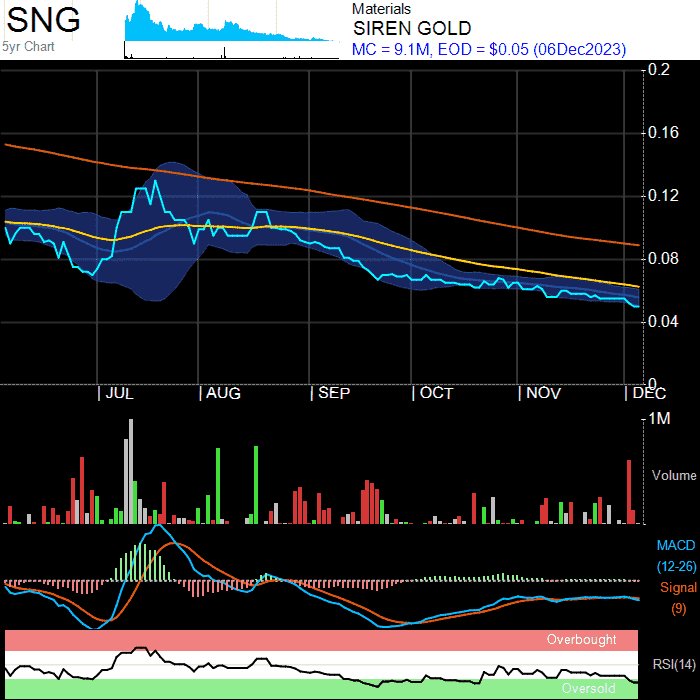 SNG
5yr Chart
Materials
SIREN GOLD
MC = 9.1M, EOD = $0.05 (06Dec2023)
0.2
0.16
0.12
0.08
0.04
0
| JUL | AUG | SEP | OCT | NOV | DEC
1M
Volume
MACD
(12-26)
Signal
(9)
Overbought
RSI(14)
Oversold